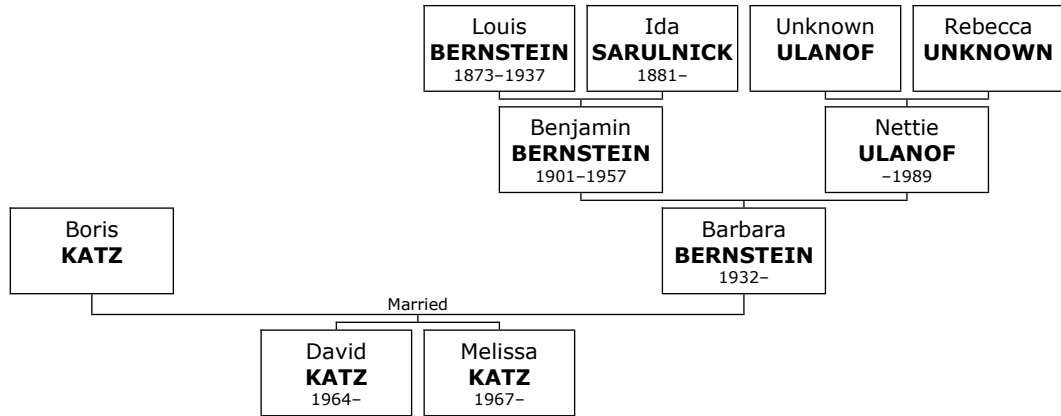 Louis
BERNSTEIN
1873–1937
Ida
SARULNICK
1881–
Unknown
ULANOF
Rebecca
UNKNOWN
Benjamin
BERNSTEIN
1901–1957
Nettie
ULANOF
–1989
Boris
KATZ
Barbara
BERNSTEIN
1932–
Married
David
KATZ
1964–
Melissa
KATZ
1967–